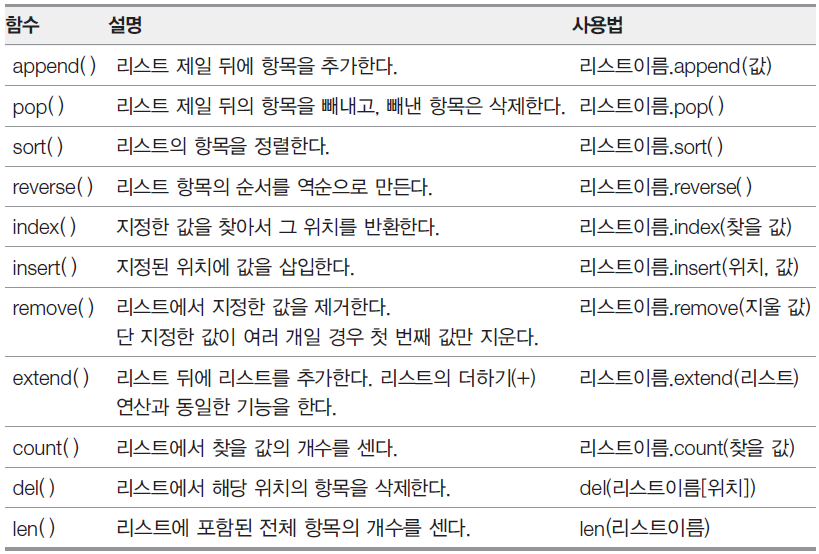 함수 설명 사용법
append( ) 리스트 제일 뒤에 항목을 추가한다. 리스트이름.append(값)
pop( ) 리스트 제일 뒤의 항목을 빼내고, 빼낸 항목은 삭제한다. 리스트이름.pop( )
sort( ) 리스트의 항목을 정렬한다. 리스트이름.sort( )
reverse( ) 리스트 항목의 순서를 역순으로 만든다. 리스트이름.reverse( )
index( ) 지정한 값을 찾아서 그 위치를 반환한다. 리스트이름.index(찾을 값)
insert( ) 지정된 위치에 값을 삽입한다. 리스트이름.insert(위치, 값)
remove( ) 리스트에서 지정한 값을 제거한다. 리스트이름.remove(지울 값)
단 지정한 값이 여러 개일 경우 첫 번째 값만 지운다.
extend( ) 리스트 뒤에 리스트를 추가한다. 리스트의 더하기(+) 리스트이름.extend(리스트)
연산과 동일한 기능을 한다.
count( ) 리스트에서 찾을 값의 개수를 센다. 리스트이름.count(찾을 값)
del( ) 리스트에서 해당 위치의 항목을 삭제한다. del(리스트이름[위치])
len( ) 리스트에 포함된 전체 항목의 개수를 센다. len(리스트이름)